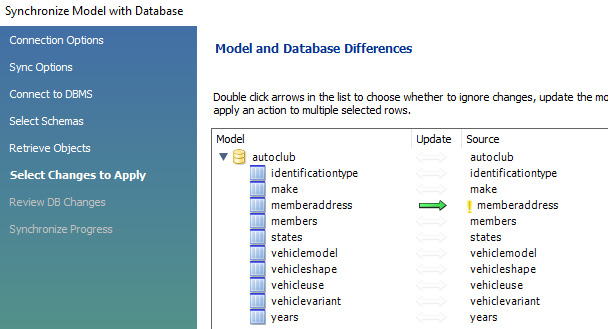 Synchronize Model with Database
Connection Options
Sync Options
Connect to DBMS
Select Schemas
Retrieve Objects
Select Changes to Apply
Review DB Changes
Synchronize Progress
Model and Database Differences
Double click arrows in the list to choose whether to ignore changes, update the mo
apply an action to multiple selected rows.
Model Update Source
autoclub autoclub
identificationtype identificationtype
make make
memberaddress memberaddress
members members
states states
vehiclemodel vehiclemodel
vehicleshape vehicleshape
vehicleuse vehicleuse
vehiclevariant vehiclevariant
years years